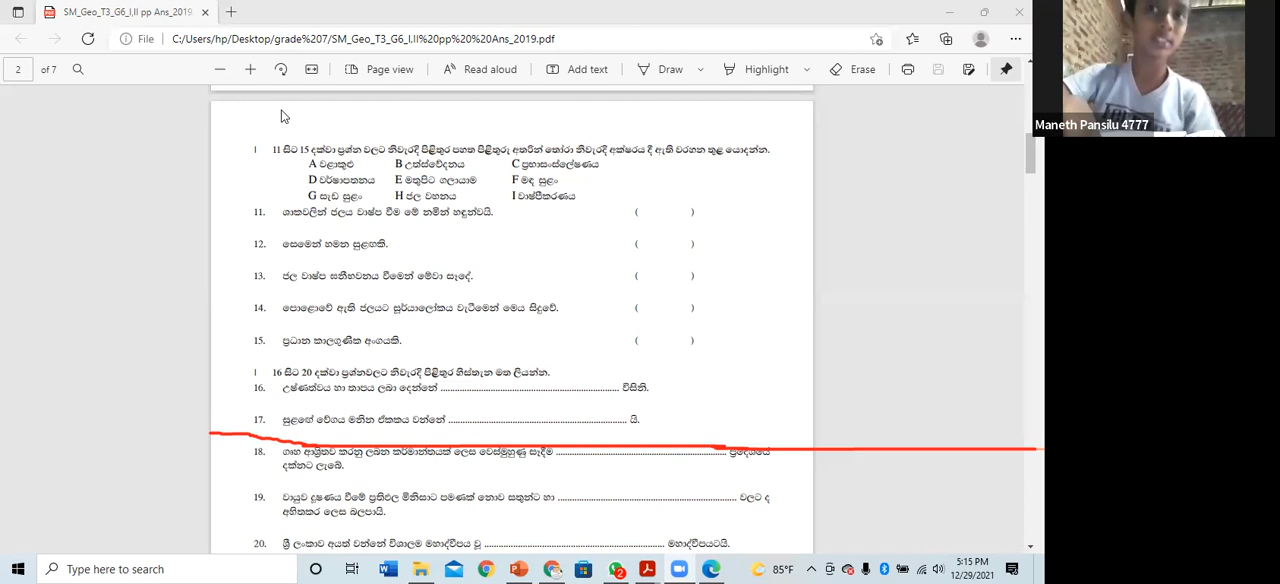 SM_Geo_T3_G6_I,II pp Ans_2019
File C:/Users/hp/Desktop/grade%207/SM_Geo_T3_G6_I,II%20pp%20%20Ans_2019.pdf
2 of 7 Page view Read aloud Add text Draw Highlight Erase
Maneth Pansilu 4777
I 11 සිට 15 දක්වා ප්‍රශ්න වලට නිවැරදි පිළිතුර පහත පිළිතුරු අතරින් තෝරා නිවැරදි අක්ෂරය දී ඇති වරහන තුළ යොදන්න.
A වළාකුළු B උත්ස්වේදනය C ප්‍රභාසංස්ලේෂණය
D වර්ෂාපතනය E මතුපිට ගලායාම F මඳ සුළං
G සැඩ සුළං H ජල වහනය I වාෂ්පීකරණය
11. ශාකවලින් ජලය වාෂ්ප වීම මේ නමින් හඳුන්වයි. ( )
12. සෙමෙන් හමන සුළඟකි. ( )
13. ජල වාෂ්ප ඝනීභවනය වීමෙන් මේවා සෑදේ. ( )
14. පොළොවේ ඇති ජලයට සූර්යාලෝකය වැටීමෙන් මෙය සිදුවේ. ( )
15. ප්‍රධාන කාලගුණික අංගයකි. ( )
I 16 සිට 20 දක්වා ප්‍රශ්නවලට නිවැරදි පිළිතුර හිස්තැන මත ලියන්න.
16. උෂ්ණත්වය හා තාපය ලබා දෙන්නේ ............................................................ විසිනි.
17. සුළඟේ වේගය මනින ඒකකය වන්නේ ............................................................ යි.
18. ගෘහ ආශ්‍රිතව කරනු ලබන කර්මාන්තයක් ලෙස වෙස්මුහුණු සෑදීම ............................................................ ප්‍රදේශයේ
දක්නට ලැබේ.
19. වායුව දූෂණය වීමේ ප්‍රතිඵල මිනිසාට පමණක් නොව සතුන්ට හා ............................................................ වලට ද
අහිතකර ලෙස බලපායි.
20. ශ්‍රී ලංකාව අයත් වන්නේ විශාලම මහාද්වීපය වූ ............................................................ මහාද්වීපයටයි.
Type here to search 2 85°F 5:15 PM
12/29/2021